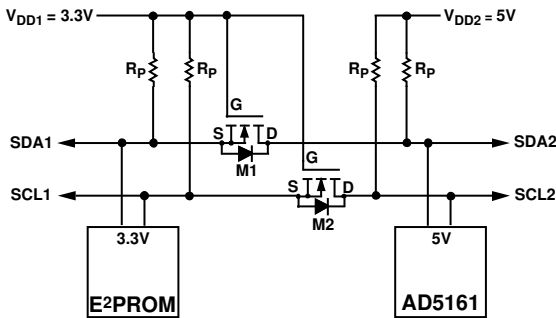 VDD1 = 3.3V
VDD2 = 5V
RP
RP
RP
RP
G
SDA1
S
D
M1
SDA2
G
SCL1
S
D
M2
SCL2
3.3V
E²PROM
5V
AD5161